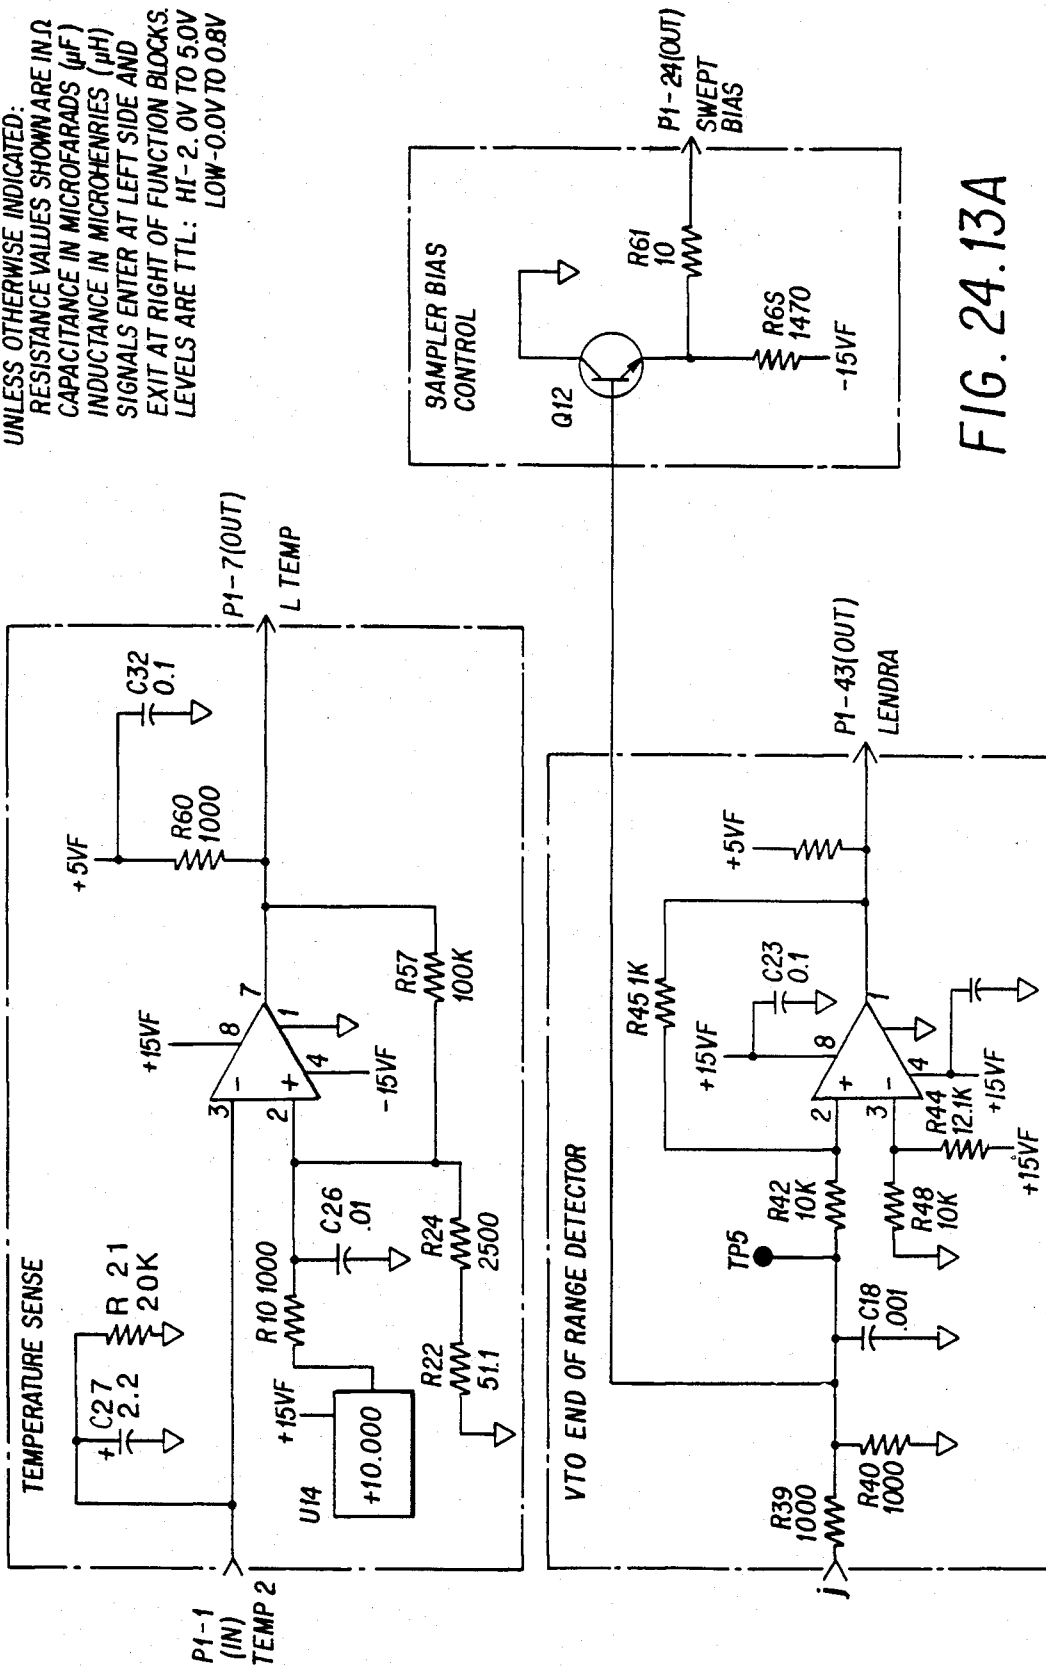 UNLESS OTHERWISE INDICATED:
RESISTANCE VALUES SHOWN ARE IN Ω
CAPACITANCE IN MICROFARADS (μF)
INDUCTANCE IN MICROHENRIES (μH)
SIGNALS ENTER AT LEFT SIDE AND
EXIT AT RIGHT OF FUNCTION BLOCKS.
LEVELS ARE TTL: HI-2.0V TO 5.0V
LOW-0.0V TO 0.8V
TEMPERATURE SENSE
P1-1
(IN)
TEMP 2
+
C27
2.2
R 21
20K
U14
+15VF
+10.000
R10 1000
C26
.01
R22
51.1
R24
2500
3
2
-
+
+15VF
8
7
1
4
-15VF
R57
100K
+5VF
R60
1000
C32
0.1
P1-7(OUT)
L TEMP
VTO END OF RANGE DETECTOR
j
R39
1000
R40
1000
C18
.001
TP5
R42
10K
R48
10K
R44
12.1K
+15VF
2
3
+
-
+15VF
8
C23
0.1
1
4
+15VF
R45 1K
+5VF
P1-43(OUT)
LENDRA
SAMPLER BIAS
CONTROL
Q12
R61
10
R6S
1470
-15VF
P1-24(OUT)
SWEPT
BIAS
FIG. 24.13A